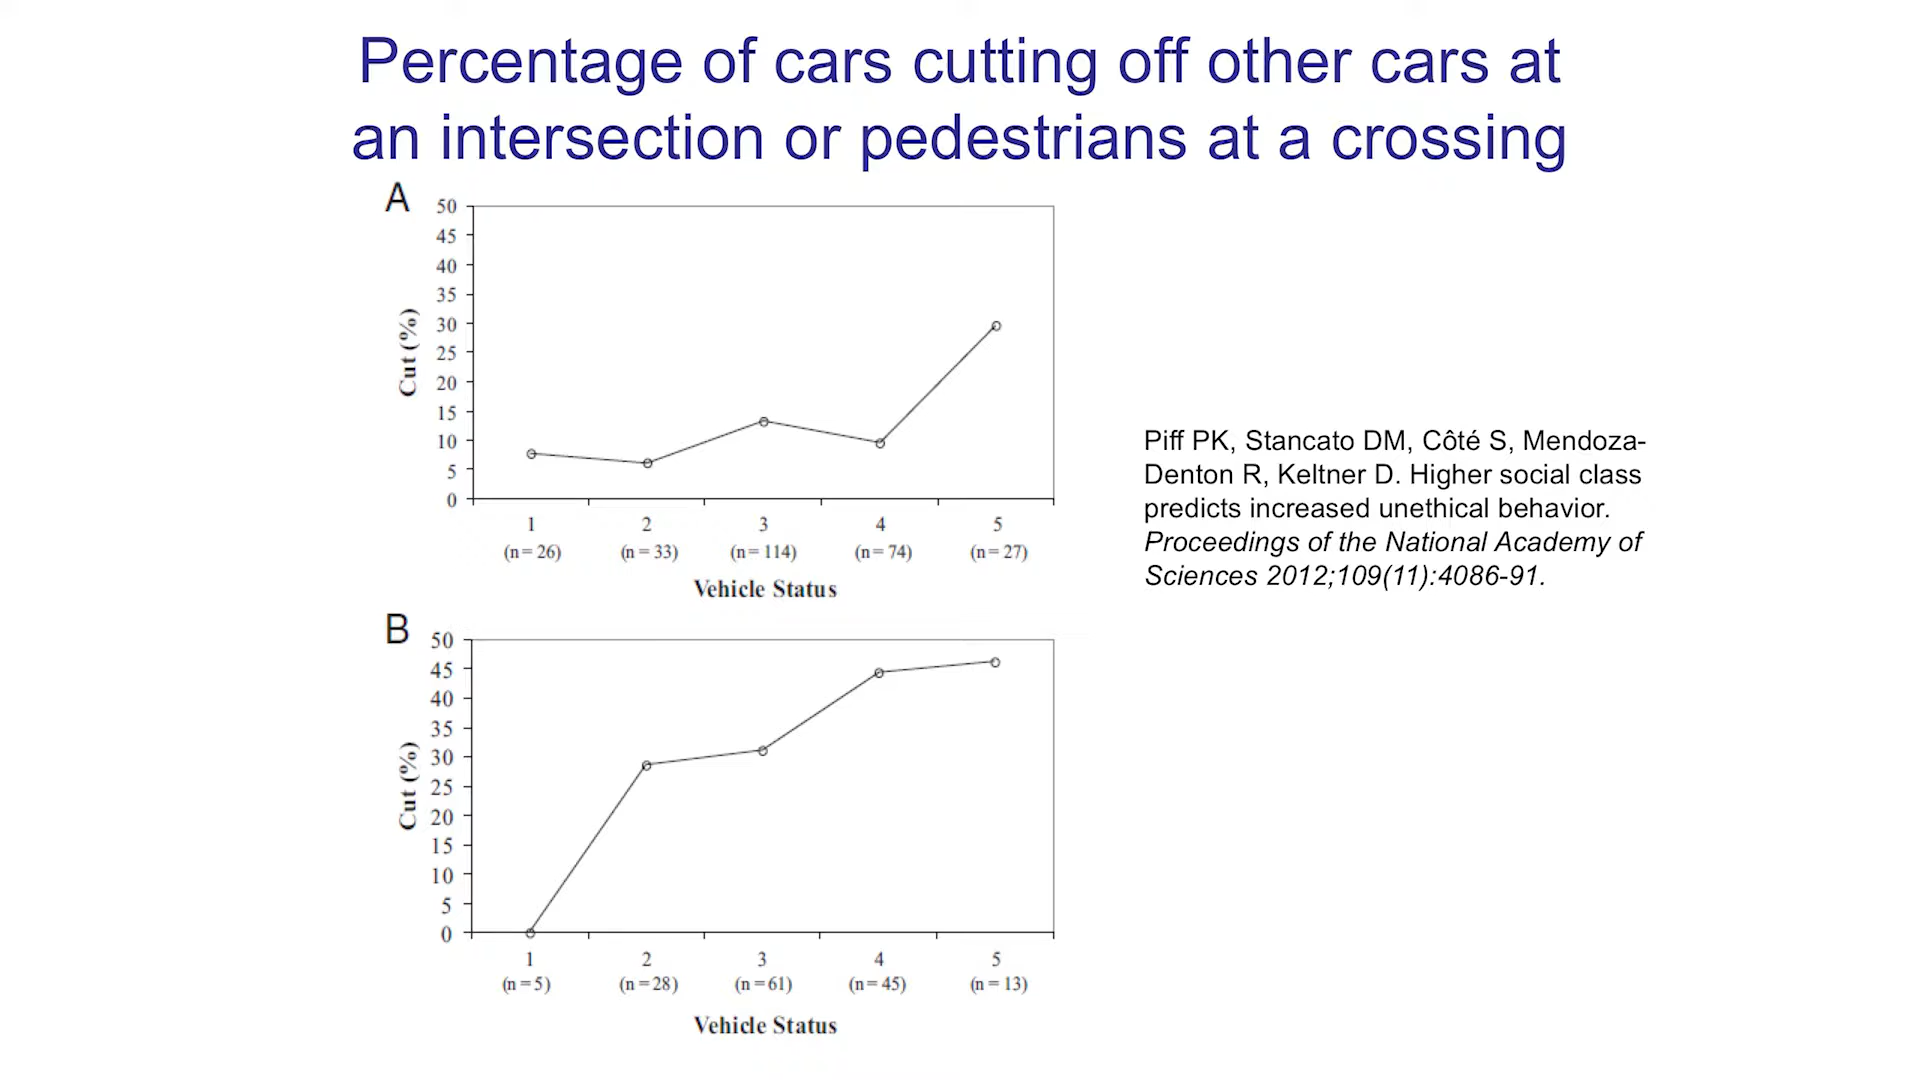 Percentage of cars cutting off other cars at
an intersection or pedestrians at a crossing
A
50
45
40
35
30
25
20
15
10
5
0
Cut (%)
1
2
3
4
5
(n = 26)
(n = 33)
(n = 114)
(n = 74)
(n = 27)
Vehicle Status
Piff PK, Stancato DM, Côté S, Mendoza-
Denton R, Keltner D. Higher social class
predicts increased unethical behavior.
Proceedings of the National Academy of
Sciences 2012;109(11):4086-91.
B
50
45
40
35
30
25
20
15
10
5
0
Cut (%)
1
2
3
4
5
(n = 5)
(n = 28)
(n = 61)
(n = 45)
(n = 13)
Vehicle Status